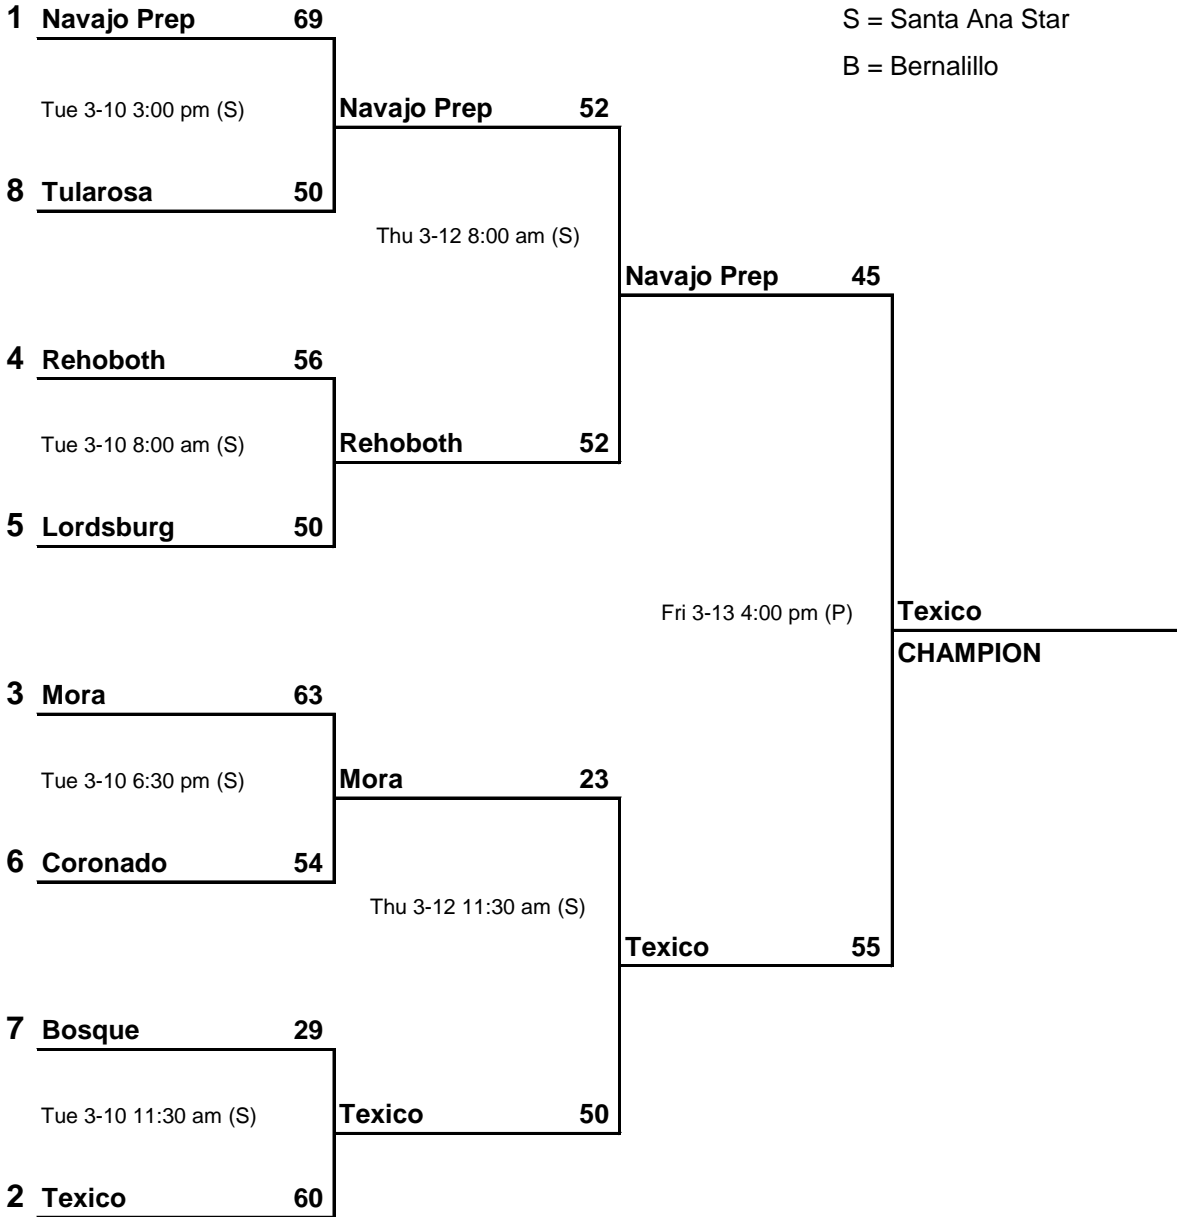 1 Navajo Prep 69
S = Santa Ana Star
B = Bernalillo
Tue 3-10 3:00 pm (S)
Navajo Prep 52
8 Tularosa 50
Thu 3-12 8:00 am (S)
Navajo Prep 45
4 Rehoboth 56
Tue 3-10 8:00 am (S)
Rehoboth 52
5 Lordsburg 50
Fri 3-13 4:00 pm (P)
Texico
CHAMPION
3 Mora 63
Tue 3-10 6:30 pm (S)
Mora 23
6 Coronado 54
Thu 3-12 11:30 am (S)
Texico 55
7 Bosque 29
Tue 3-10 11:30 am (S)
Texico 50
2 Texico 60